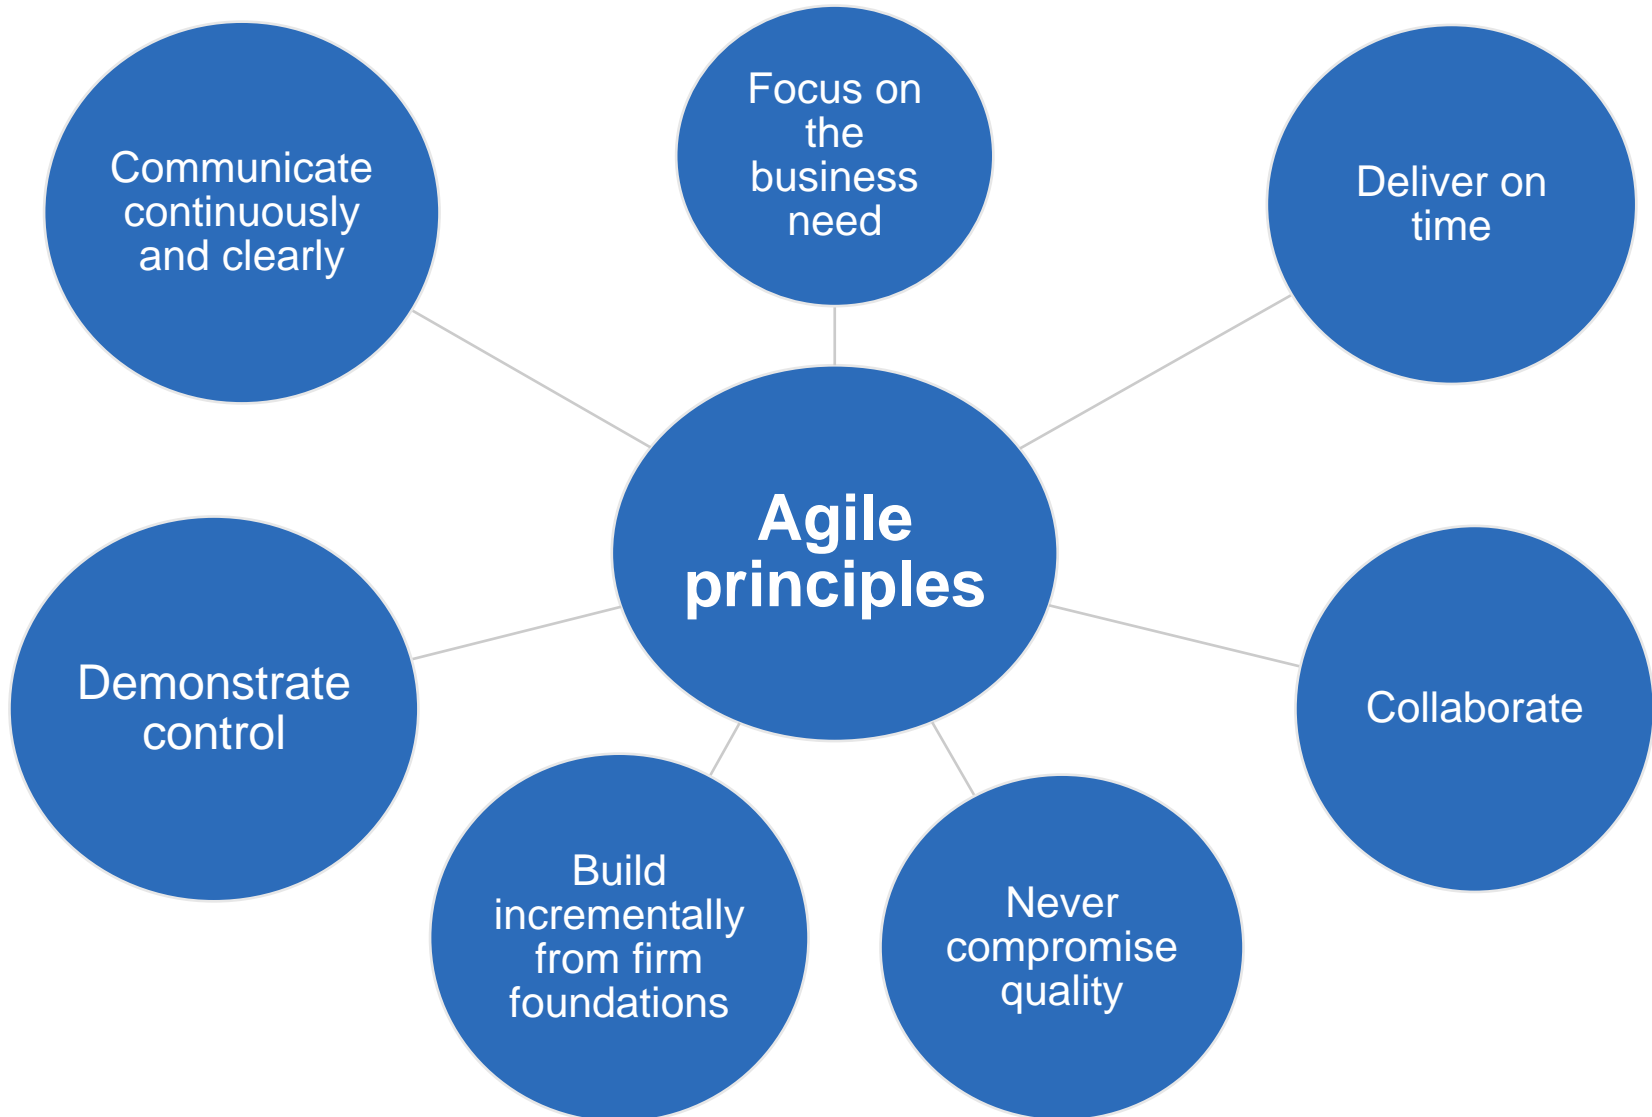 Focus on
the
business
need
Communicate
continuously
and clearly
Deliver on
time
Agile
principles
Demonstrate
control
Collaborate
Build
incrementally
from firm
foundations
Never
compromise
quality